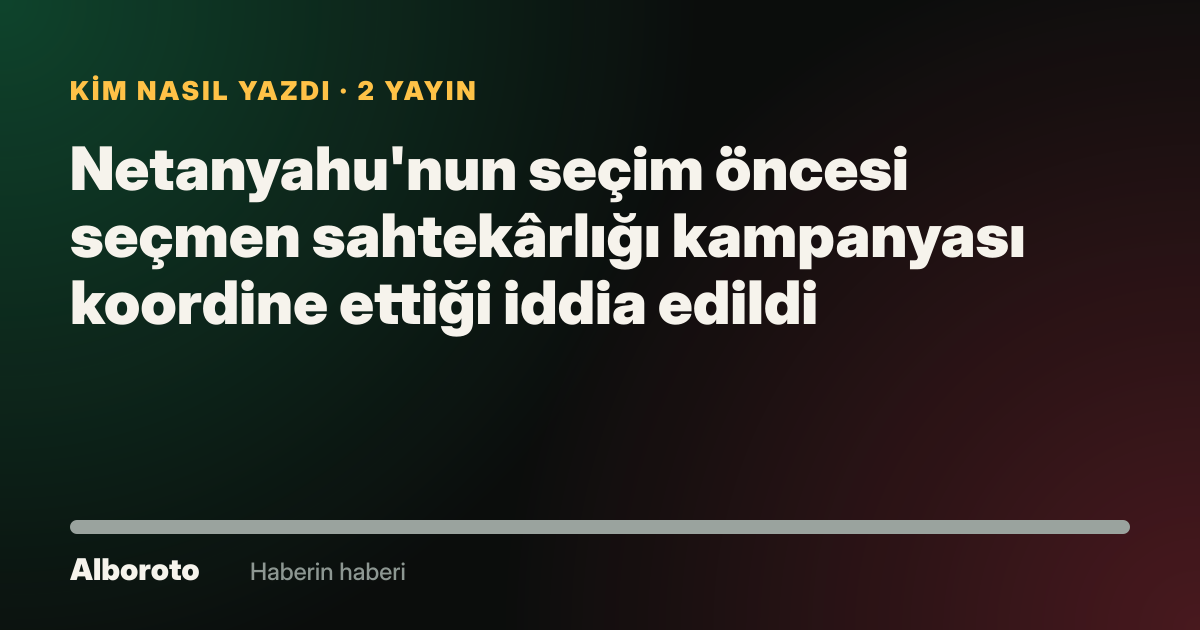 KİM NASIL YAZDI · 2 YAYIN
Netanyahu'nun seçim öncesi
seçmen sahtekârlığı kampanyası
koordine ettiği iddia edildi
Alboroto
Haberin haberi